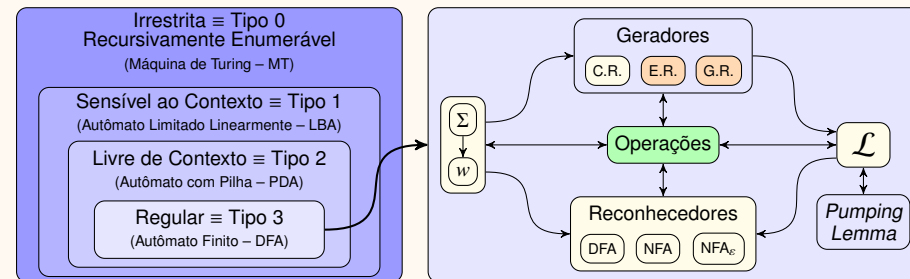 Irrestrita ≡ Tipo 0
Recursivamente Enumerável
(Máquina de Turing – MT)
Sensível ao Contexto ≡ Tipo 1
(Autômato Limitado Linearmente – LBA)
Livre de Contexto ≡ Tipo 2
(Autômato com Pilha – PDA)
Regular ≡ Tipo 3
(Autômato Finito – DFA)
Σ
w
Geradores
C.R. E.R. G.R.
Operações
Reconhecedores
DFA NFA NFAε
ℒ
Pumping
Lemma